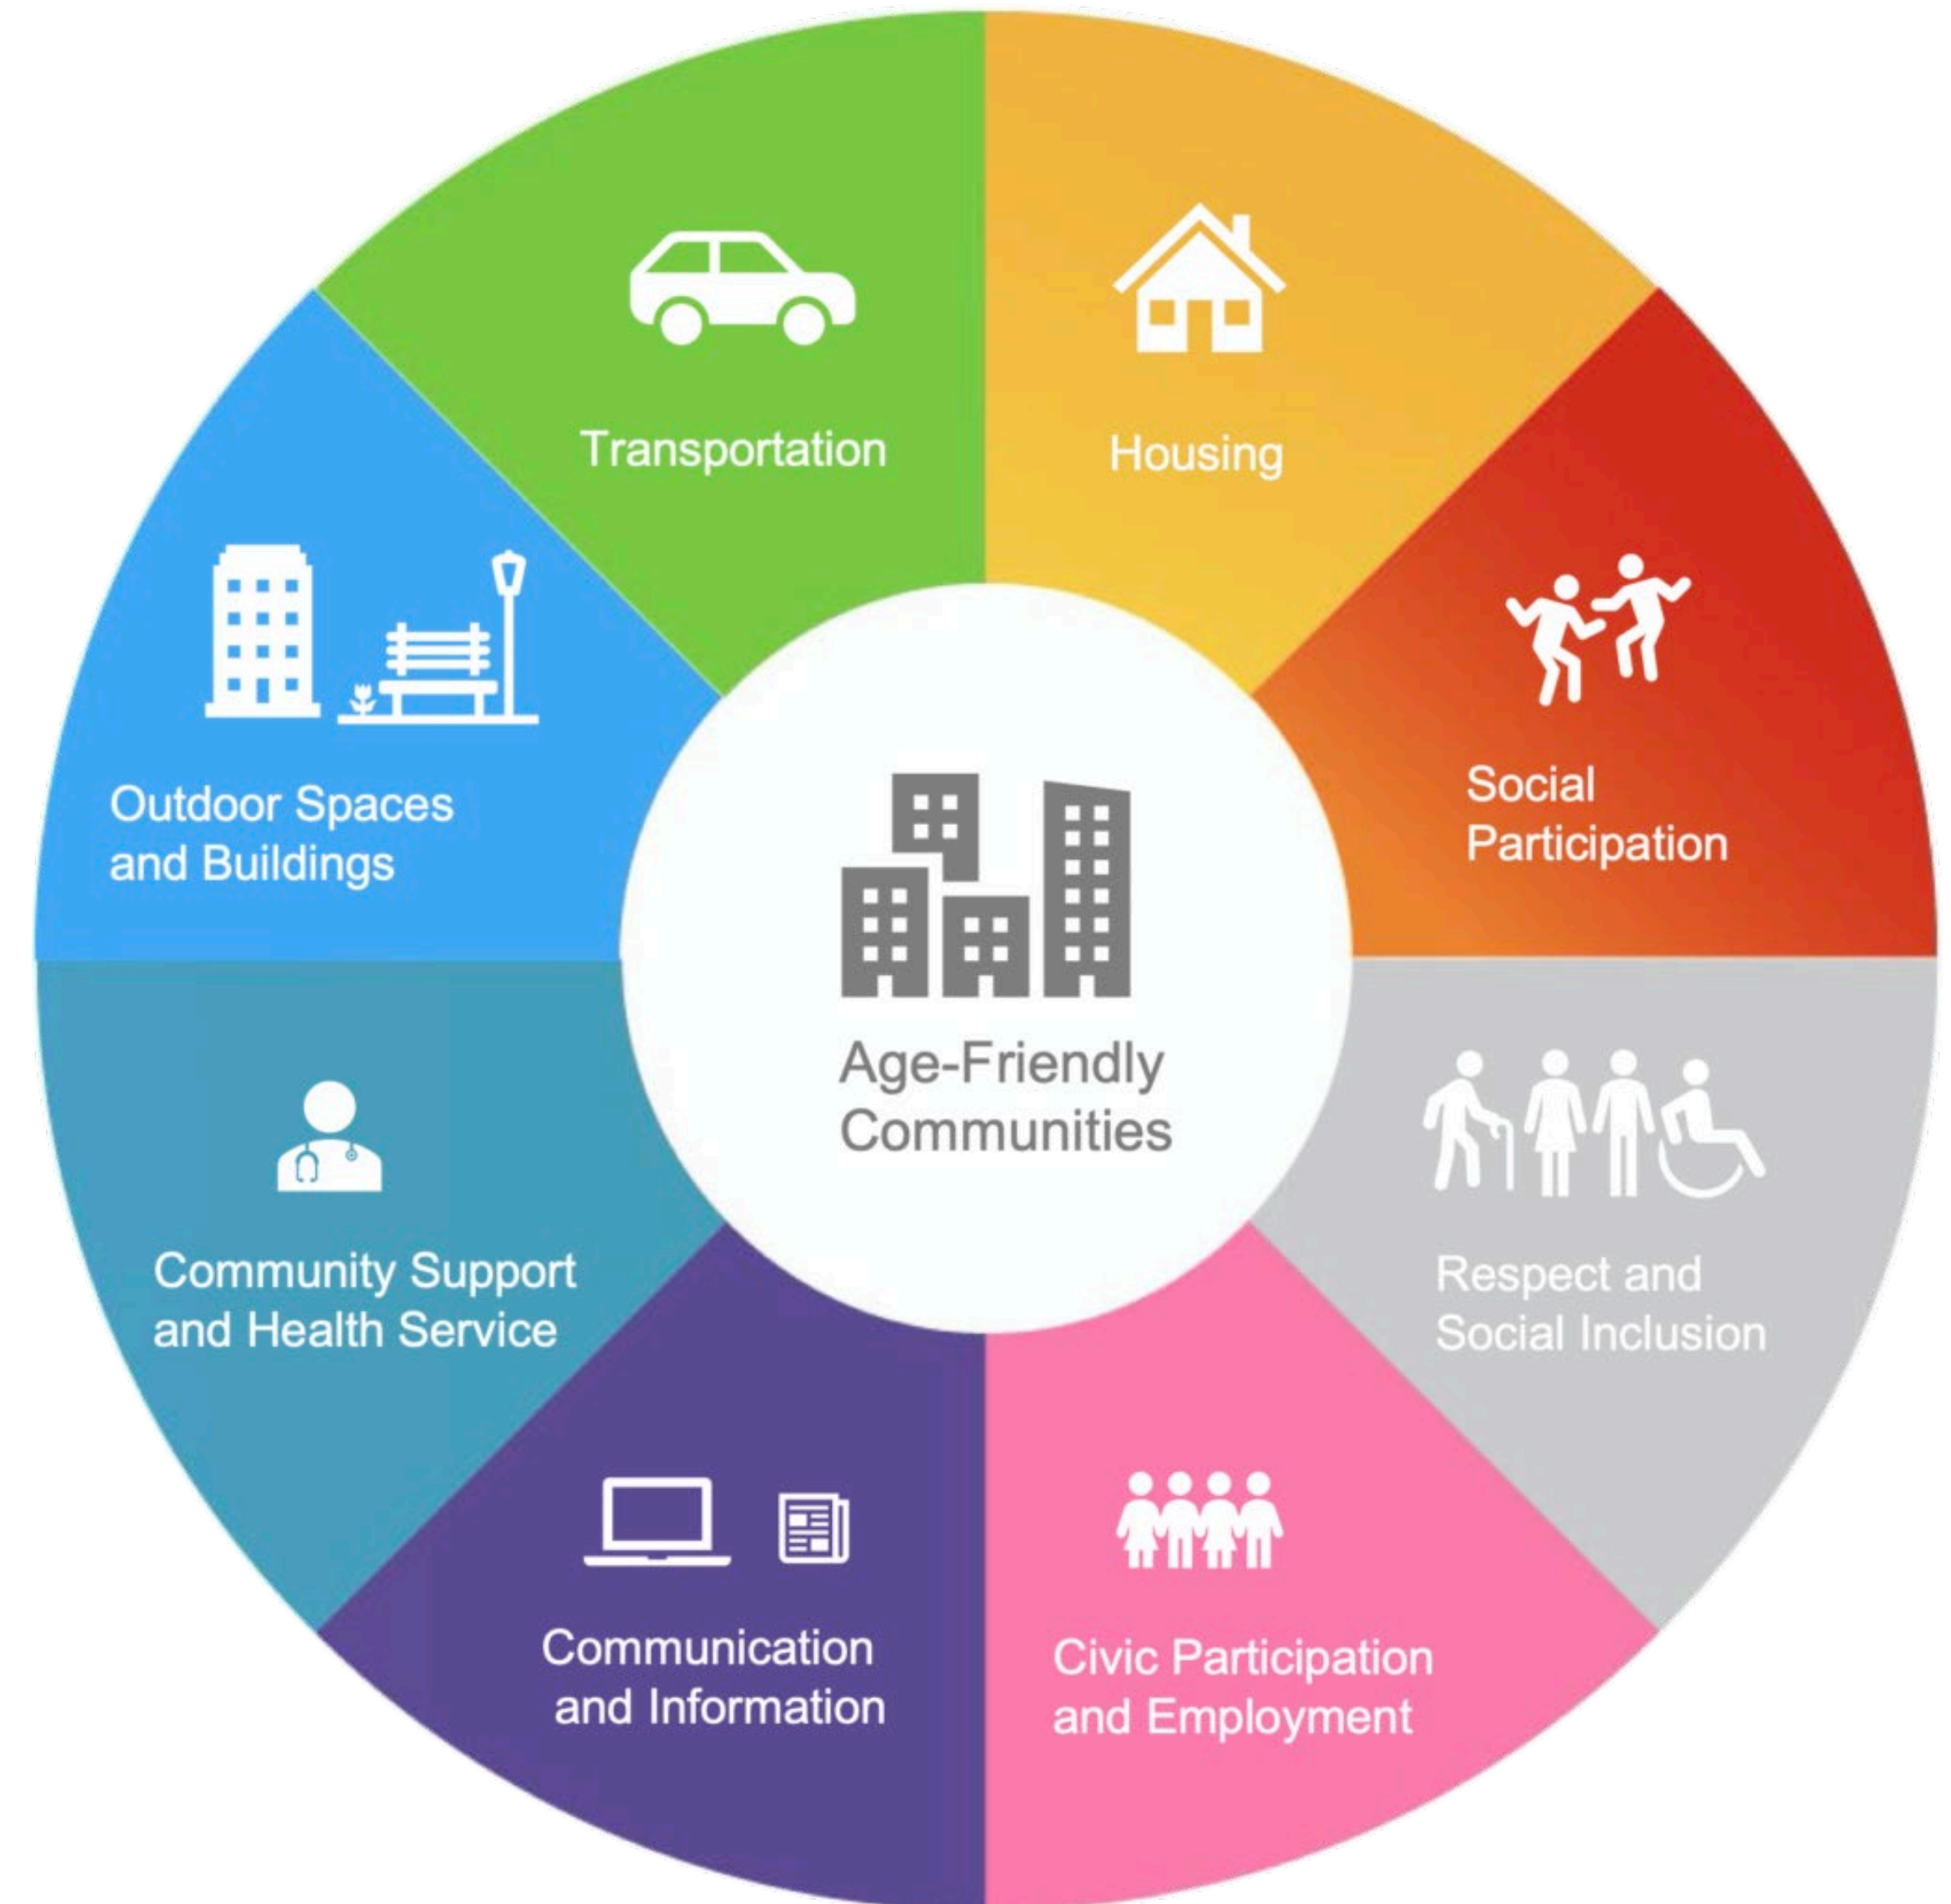 Transportation
Housing
Social
Participation
Respect and
Social Inclusion
Civic Participation
and Employment
Communication
and Information
Community Support
and Health Service
Outdoor Spaces
and Buildings
Age-Friendly
Communities